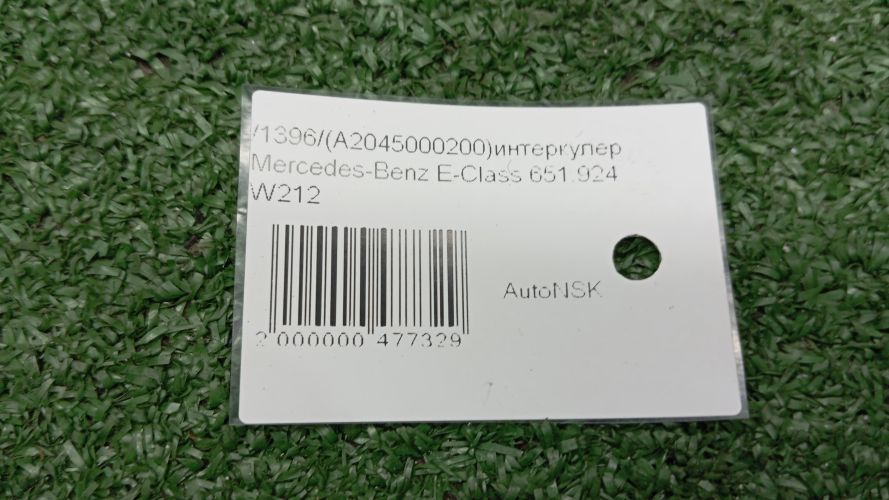 /1396/(A2045000200)интеркулер
Mercedes-Benz E-Class 651.924
W212
AutoNSK
2 000000 477329